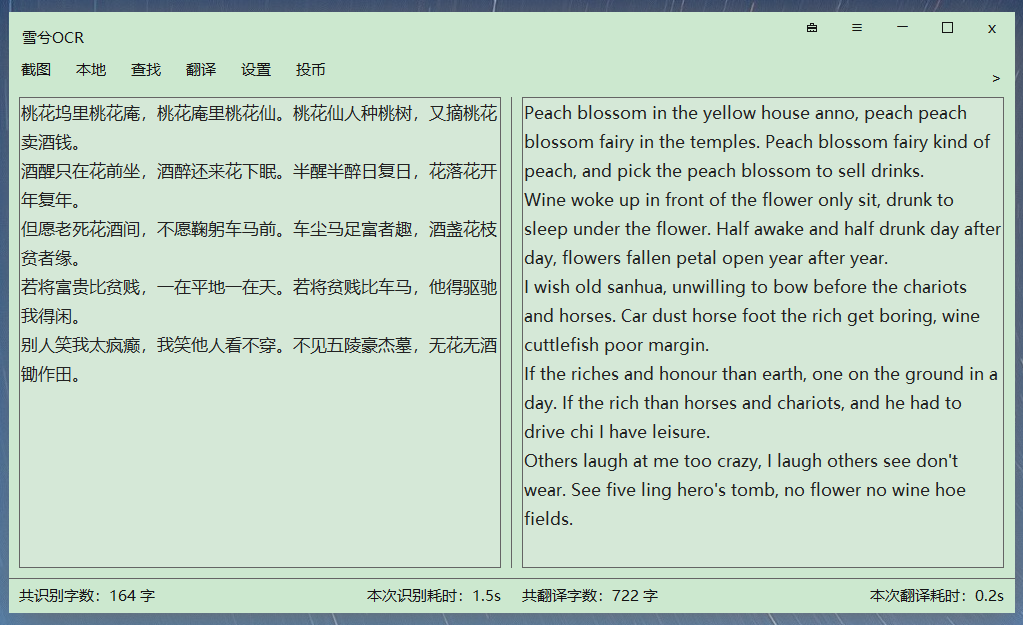 雪兮OCR
截图 本地 查找 翻译 设置 投币
>
桃花坞里桃花庵，桃花庵里桃花仙。桃花仙人种桃树，又摘桃花
卖酒钱。
酒醒只在花前坐，酒醉还来花下眠。半醒半醉日复日，花落花开
年复年。
但愿老死花酒间，不愿鞠躬车马前。车尘马足富者趣，酒盏花枝
贫者缘。
若将富贵比贫贱，一在平地一在天。若将贫贱比车马，他得驱驰
我得闲。
别人笑我太疯癫，我笑他人看不穿。不见五陵豪杰墓，无花无酒
锄作田。
Peach blossom in the yellow house anno, peach peach
blossom fairy in the temples. Peach blossom fairy kind of
peach, and pick the peach blossom to sell drinks.
Wine woke up in front of the flower only sit, drunk to
sleep under the flower. Half awake and half drunk day after
day, flowers fallen petal open year after year.
I wish old sanhua, unwilling to bow before the chariots
and horses. Car dust horse foot the rich get boring, wine
cuttlefish poor margin.
If the riches and honour than earth, one on the ground in a
day. If the rich than horses and chariots, and he had to
drive chi I have leisure.
Others laugh at me too crazy, I laugh others see don't
wear. See five ling hero's tomb, no flower no wine hoe
fields.
共识别字数：164 字 本次识别耗时：1.5s 共翻译字数：722 字 本次翻译耗时：0.2s